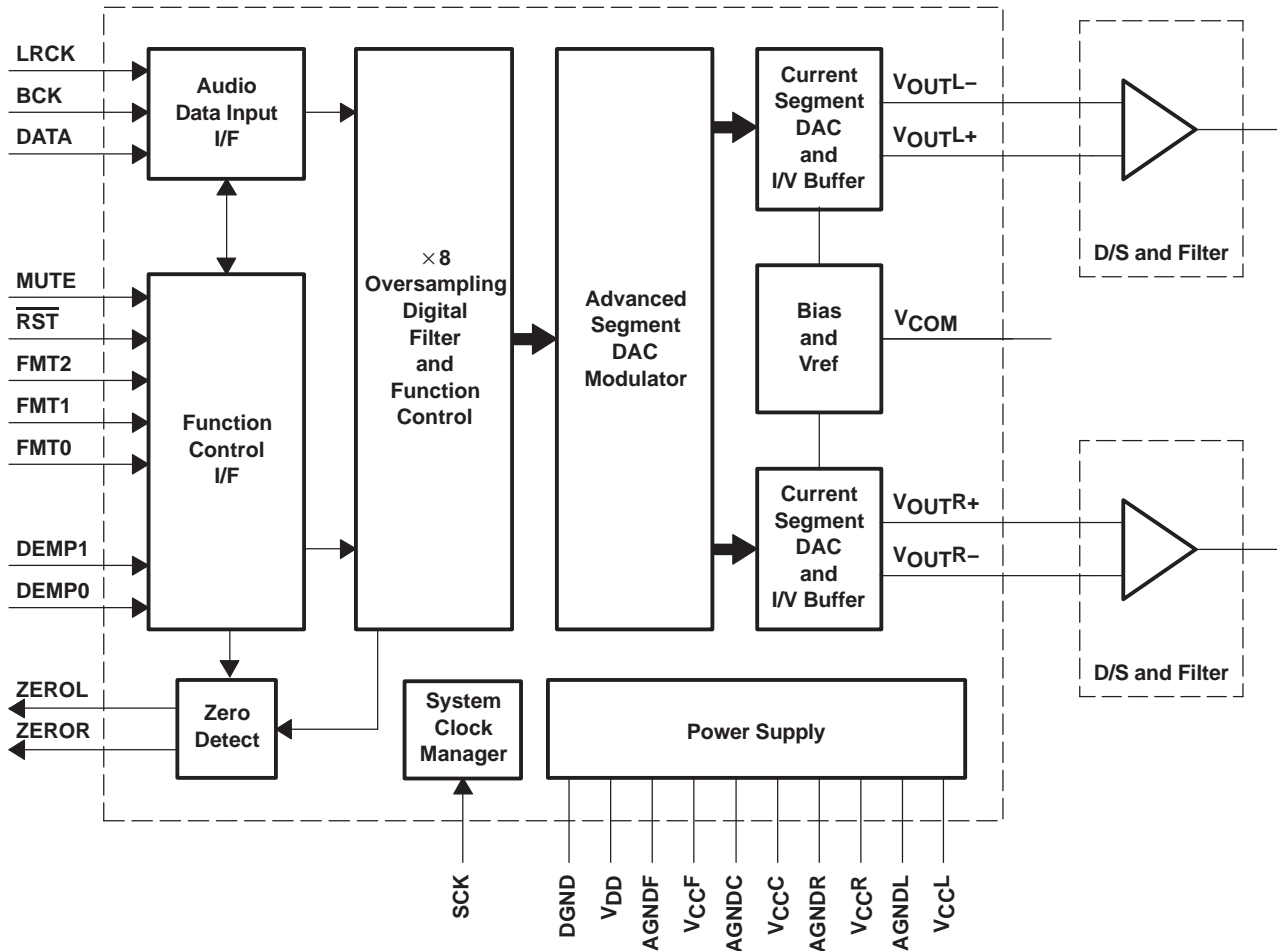 LRCK
BCK
DATA
Audio
Data Input
I/F
MUTE
RST
FMT2
FMT1
FMT0
DEMP1
DEMP0
Function
Control
I/F
×8
Oversampling
Digital
Filter
and
Function
Control
Advanced
Segment
DAC
Modulator
Current
Segment
DAC
and
I/V Buffer
VOUTL–
VOUTL+
D/S and Filter
Bias
and
Vref
VCOM
Current
Segment
DAC
and
I/V Buffer
VOUTR+
VOUTR–
D/S and Filter
ZEROL
ZEROR
Zero
Detect
System
Clock
Manager
Power Supply
SCK
DGND
VDD
AGNDF
VCCF
AGNDC
VCCC
AGNDR
VCCR
AGNDL
VCCL